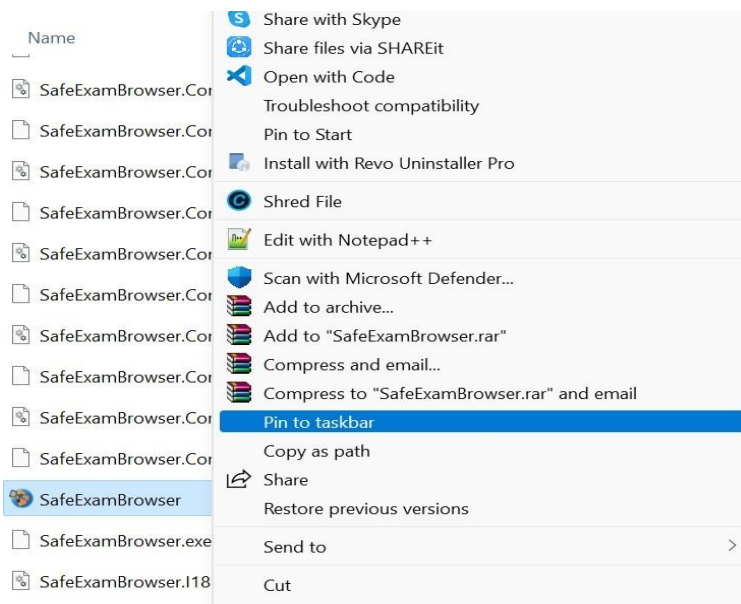 Name
SafeExamBrowser.Cor
SafeExamBrowser.Cor
SafeExamBrowser.Cor
SafeExamBrowser.Cor
SafeExamBrowser.Cor
SafeExamBrowser.Cor
SafeExamBrowser.Cor
SafeExamBrowser.Cor
SafeExamBrowser.Cor
SafeExamBrowser.Cor
SafeExamBrowser
SafeExamBrowser.exe
SafeExamBrowser.I18
Share with Skype
Share files via SHAREit
Open with Code
Troubleshoot compatibility
Pin to Start
Install with Revo Uninstaller Pro
Shred File
Edit with Notepad++
Scan with Microsoft Defender...
Add to archive...
Add to "SafeExamBrowser.rar"
Compress and email...
Compress to "SafeExamBrowser.rar" and email
Pin to taskbar
Copy as path
Share
Restore previous versions
Send to
Cut